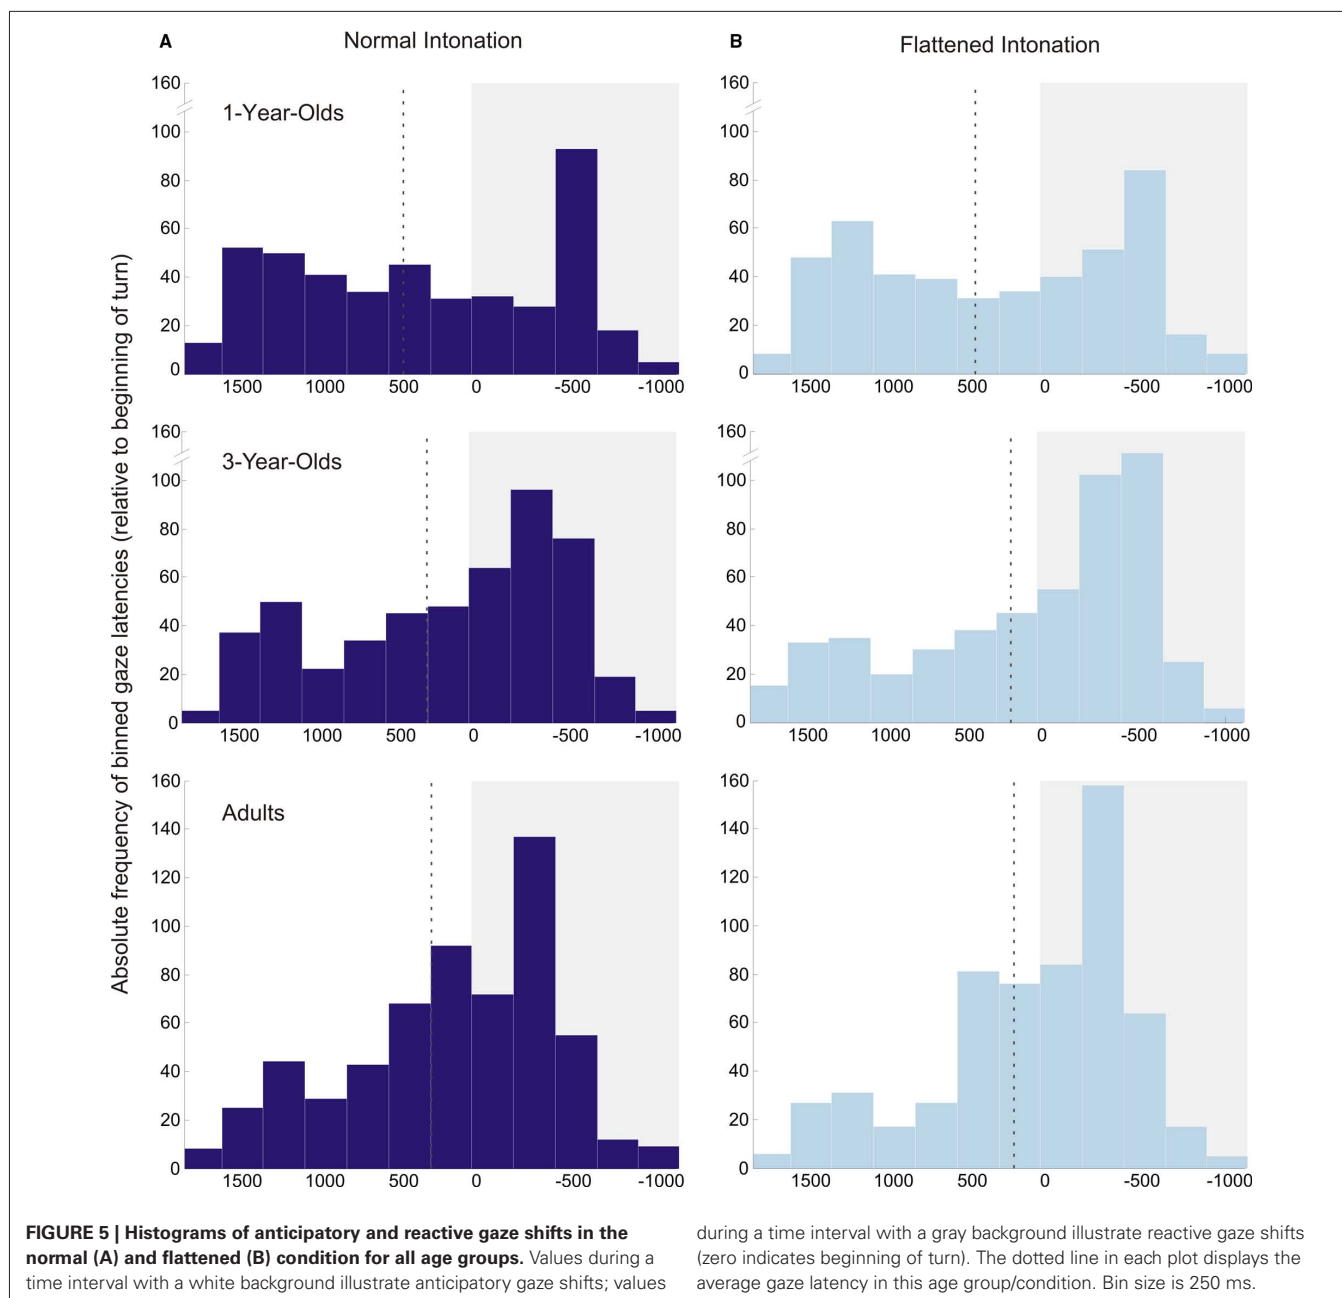 A
Normal Intonation
B
Flattened Intonation
Absolute frequency of binned gaze latencies (relative to beginning of turn)
1-Year-Olds
160
100
80
60
40
20
0
1500 1000 500 0 -500 -1000
160
100
80
60
40
20
0
1500 1000 500 0 -500 -1000
3-Year-Olds
160
100
80
60
40
20
0
1500 1000 500 0 -500 -1000
160
100
80
60
40
20
0
1500 1000 500 0 -500 -1000
Adults
160
140
120
100
80
60
40
20
0
1500 1000 500 0 -500 -1000
160
140
120
100
80
60
40
20
0
1500 1000 500 0 -500 -1000
FIGURE 5 | Histograms of anticipatory and reactive gaze shifts in the
normal (A) and flattened (B) condition for all age groups. Values during a
time interval with a white background illustrate anticipatory gaze shifts; values
during a time interval with a gray background illustrate reactive gaze shifts
(zero indicates beginning of turn). The dotted line in each plot displays the
average gaze latency in this age group/condition. Bin size is 250 ms.